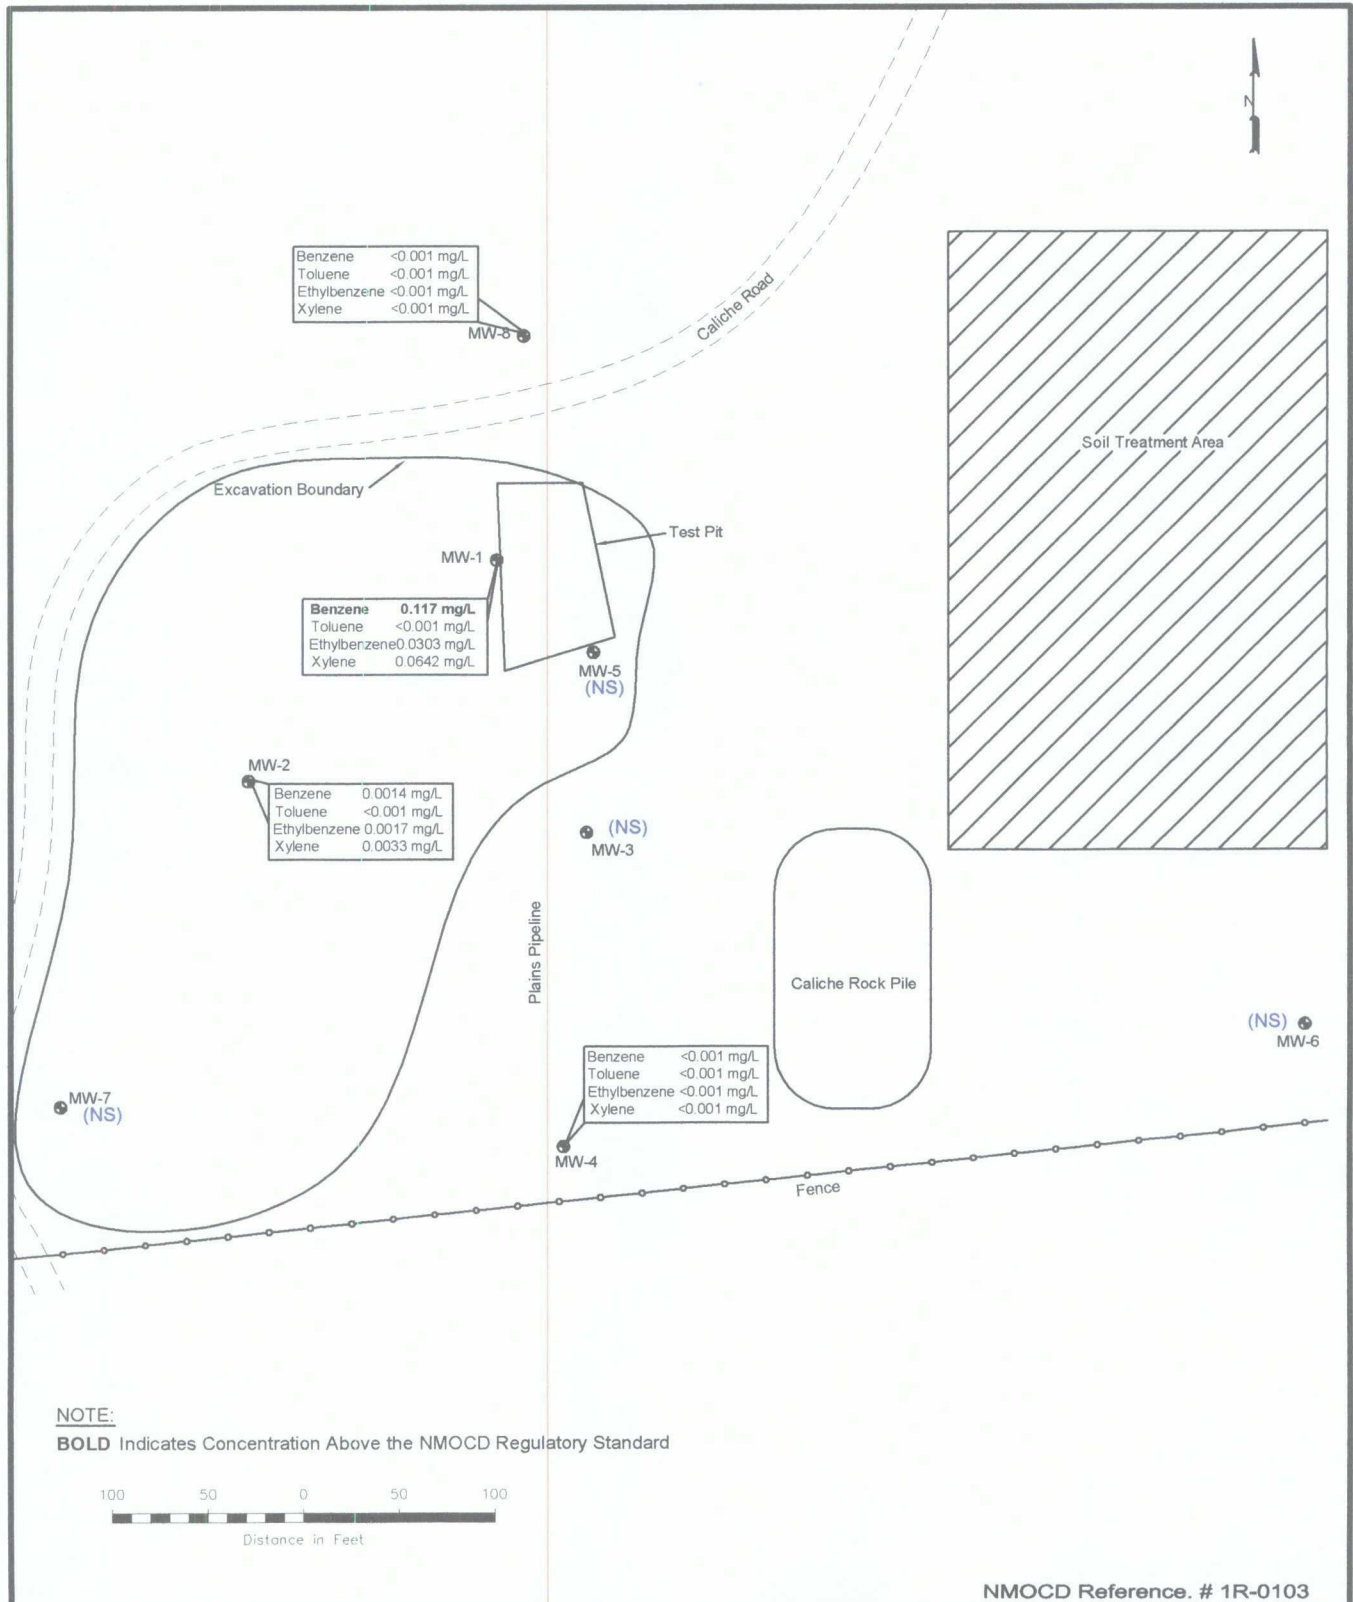 N
Benzene <0.001 mg/L
Toluene <0.001 mg/L
Ethylbenzene <0.001 mg/L
Xylene <0.001 mg/L
MW-8
Caliche Road
Soil Treatment Area
Excavation Boundary
Test Pit
MW-1
Benzene 0.117 mg/L
Toluene <0.001 mg/L
Ethylbenzene 0.0303 mg/L
Xylene 0.0642 mg/L
MW-5
(NS)
MW-2
Benzene 0.0014 mg/L
Toluene <0.001 mg/L
Ethylbenzene 0.0017 mg/L
Xylene 0.0033 mg/L
(NS)
MW-3
Plains Pipeline
Caliche Rock Pile
(NS)
MW-6
Benzene <0.001 mg/L
Toluene <0.001 mg/L
Ethylbenzene <0.001 mg/L
Xylene <0.001 mg/L
MW-7
(NS)
MW-4
Fence
NOTE:
BOLD Indicates Concentration Above the NMOCD Regulatory Standard
100 50 0 50 100
Distance in Feet
NMOCD Reference. # 1R-0103